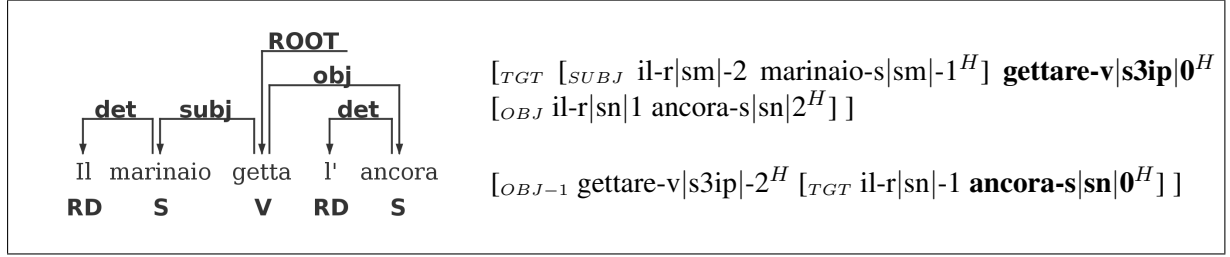 ROOT
obj
det subj det
Il marinaio getta l' ancora
RD S V RD S
[TGT [SUBJ il-r|sm|-2 marinaio-s|sm|-1H] gettare-v|s3ip|0H
[OBJ il-r|sn|1 ancora-s|sn|2H] ]
[OBJ−1 gettare-v|s3ip|-2H [TGT il-r|sn|-1 ancora-s|sn|0H] ]